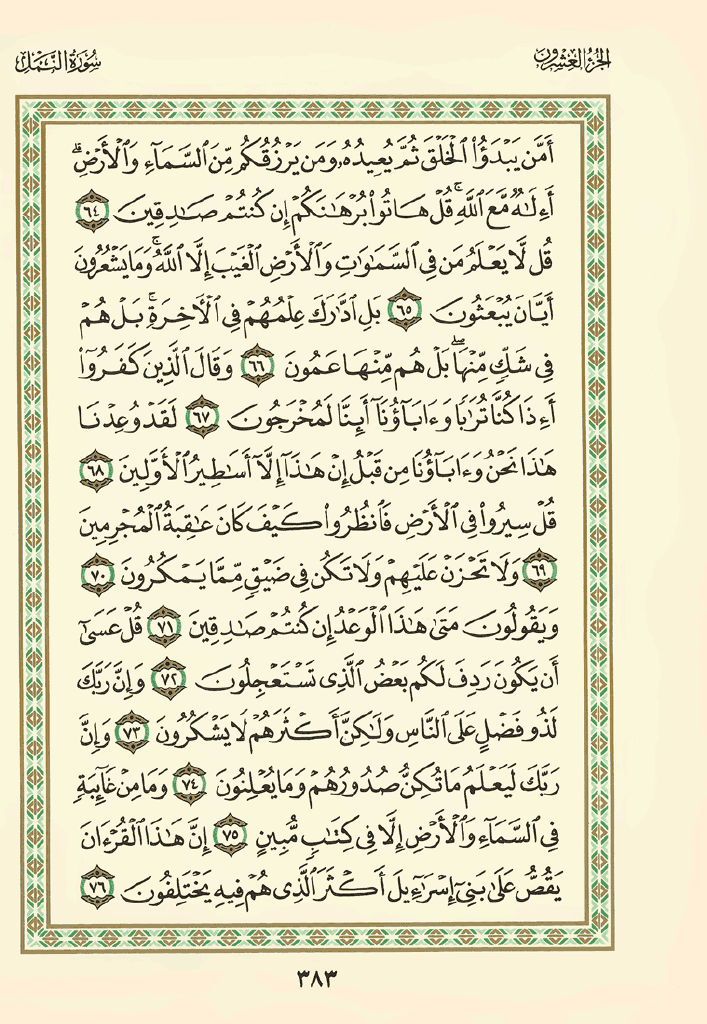 الجزء العشرون
سورة النمل
أَمَّن يَبْدَؤُا۟ ٱلْخَلْقَ ثُمَّ يُعِيدُهُۥ وَمَن يَرْزُقُكُم مِّنَ ٱلسَّمَآءِ وَٱلْأَرْضِ ۗ
أَءِلَـٰهٌ مَّعَ ٱللَّهِ ۚ قُلْ هَاتُوا۟ بُرْهَـٰنَكُمْ إِن كُنتُمْ صَـٰدِقِينَ ٦٤
قُل لَّا يَعْلَمُ مَن فِى ٱلسَّمَـٰوَٰتِ وَٱلْأَرْضِ ٱلْغَيْبَ إِلَّا ٱللَّهُ ۚ وَمَا يَشْعُرُونَ
أَيَّانَ يُبْعَثُونَ ٦٥ بَلِ ٱدَّٰرَكَ عِلْمُهُمْ فِى ٱلْـَٔاخِرَةِ ۚ بَلْ هُمْ
فِى شَكٍّ مِّنْهَا ۖ بَلْ هُم مِّنْهَا عَمُونَ ٦٦ وَقَالَ ٱلَّذِينَ كَفَرُوٓا۟
أَءِذَا كُنَّا تُرَٰبًا وَءَابَآؤُنَآ أَئِنَّا لَمُخْرَجُونَ ٦٧ لَقَدْ وُعِدْنَا
هَـٰذَا نَحْنُ وَءَابَآؤُنَا مِن قَبْلُ إِنْ هَـٰذَآ إِلَّآ أَسَـٰطِيرُ ٱلْأَوَّلِينَ ٦٨
قُلْ سِيرُوا۟ فِى ٱلْأَرْضِ فَٱنظُرُوا۟ كَيْفَ كَانَ عَـٰقِبَةُ ٱلْمُجْرِمِينَ
٦٩ وَلَا تَحْزَنْ عَلَيْهِمْ وَلَا تَكُن فِى ضَيْقٍ مِّمَّا يَمْكُرُونَ ٧٠
وَيَقُولُونَ مَتَىٰ هَـٰذَا ٱلْوَعْدُ إِن كُنتُمْ صَـٰدِقِينَ ٧١ قُلْ عَسَىٰٓ
أَن يَكُونَ رَدِفَ لَكُم بَعْضُ ٱلَّذِى تَسْتَعْجِلُونَ ٧٢ وَإِنَّ رَبَّكَ
لَذُو فَضْلٍ عَلَى ٱلنَّاسِ وَلَـٰكِنَّ أَكْثَرَهُمْ لَا يَشْكُرُونَ ٧٣ وَإِنَّ
رَبَّكَ لَيَعْلَمُ مَا تُكِنُّ صُدُورُهُمْ وَمَا يُعْلِنُونَ ٧٤ وَمَا مِنْ غَآئِبَةٍ
فِى ٱلسَّمَآءِ وَٱلْأَرْضِ إِلَّا فِى كِتَـٰبٍ مُّبِينٍ ٧٥ إِنَّ هَـٰذَا ٱلْقُرْءَانَ
يَقُصُّ عَلَىٰ بَنِىٓ إِسْرَٰٓءِيلَ أَكْثَرَ ٱلَّذِى هُمْ فِيهِ يَخْتَلِفُونَ ٧٦
٣٨٣